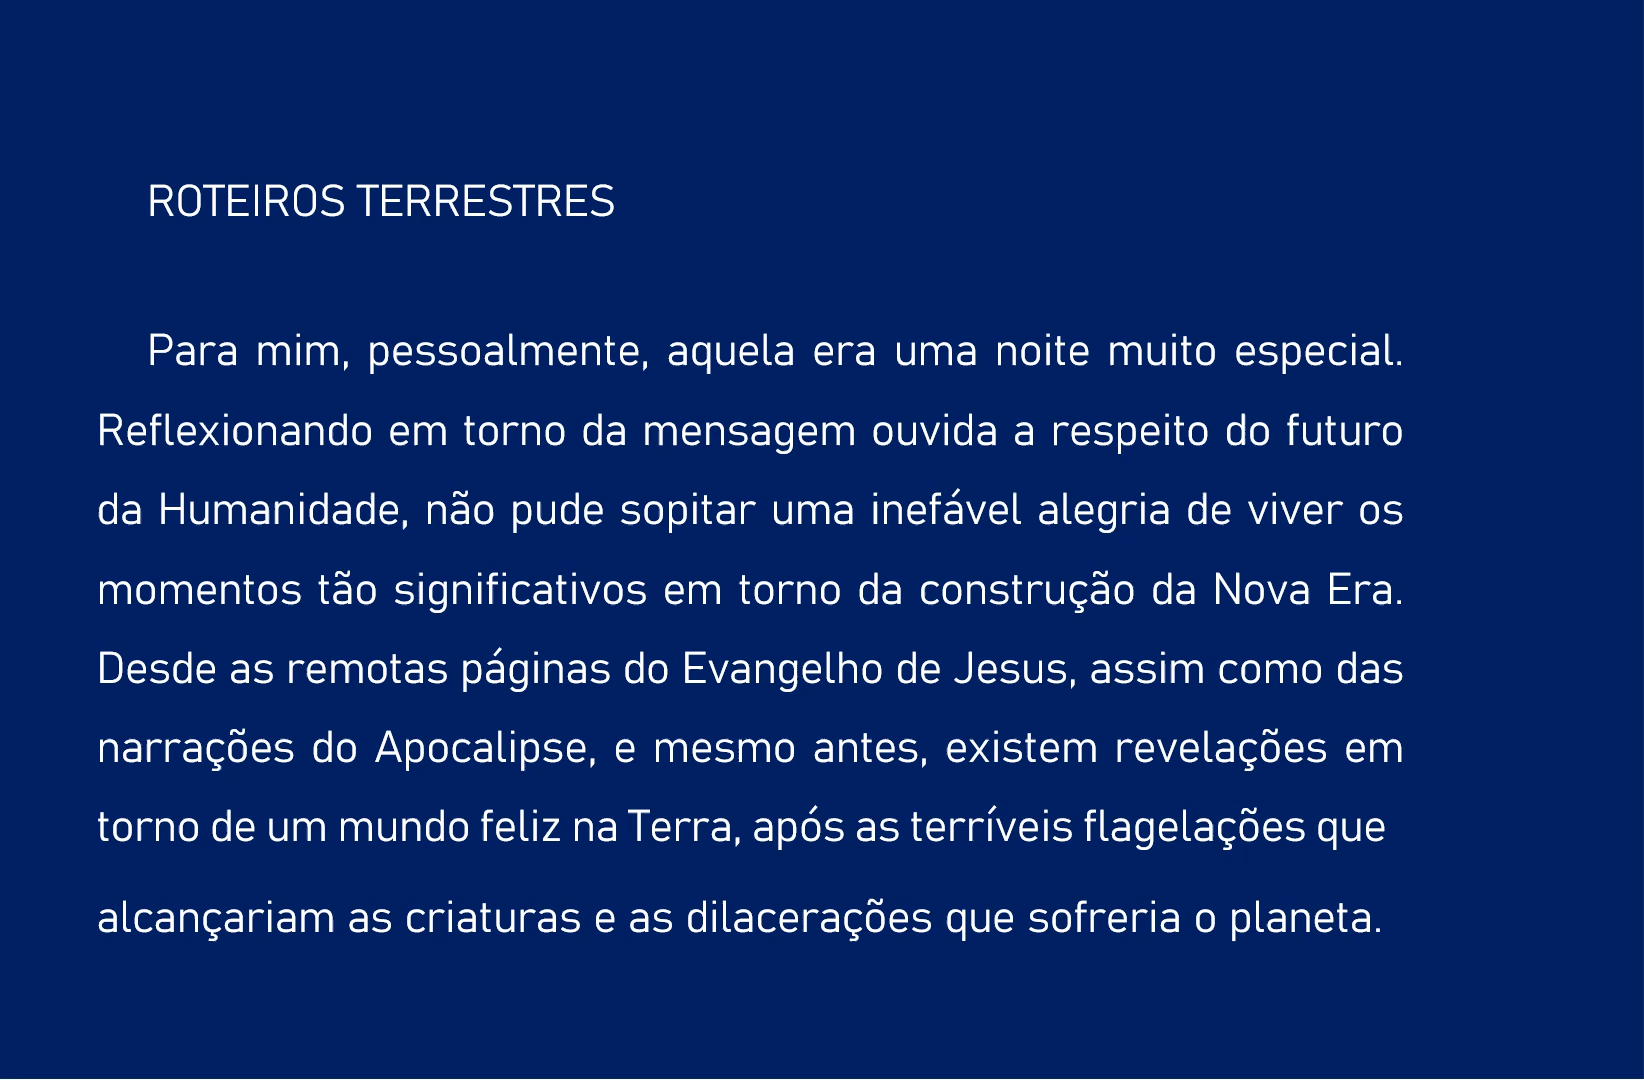 ROTEIROS TERRESTRES
Para mim, pessoalmente, aquela era uma noite muito especial.
Reflexionando em torno da mensagem ouvida a respeito do futuro
da Humanidade, não pude sopitar uma inefável alegria de viver os
momentos tão significativos em torno da construção da Nova Era.
Desde as remotas páginas do Evangelho de Jesus, assim como das
narrações do Apocalipse, e mesmo antes, existem revelações em
torno de um mundo feliz na Terra, após as terríveis flagelações que
alcançariam as criaturas e as dilacerações que sofreria o planeta.